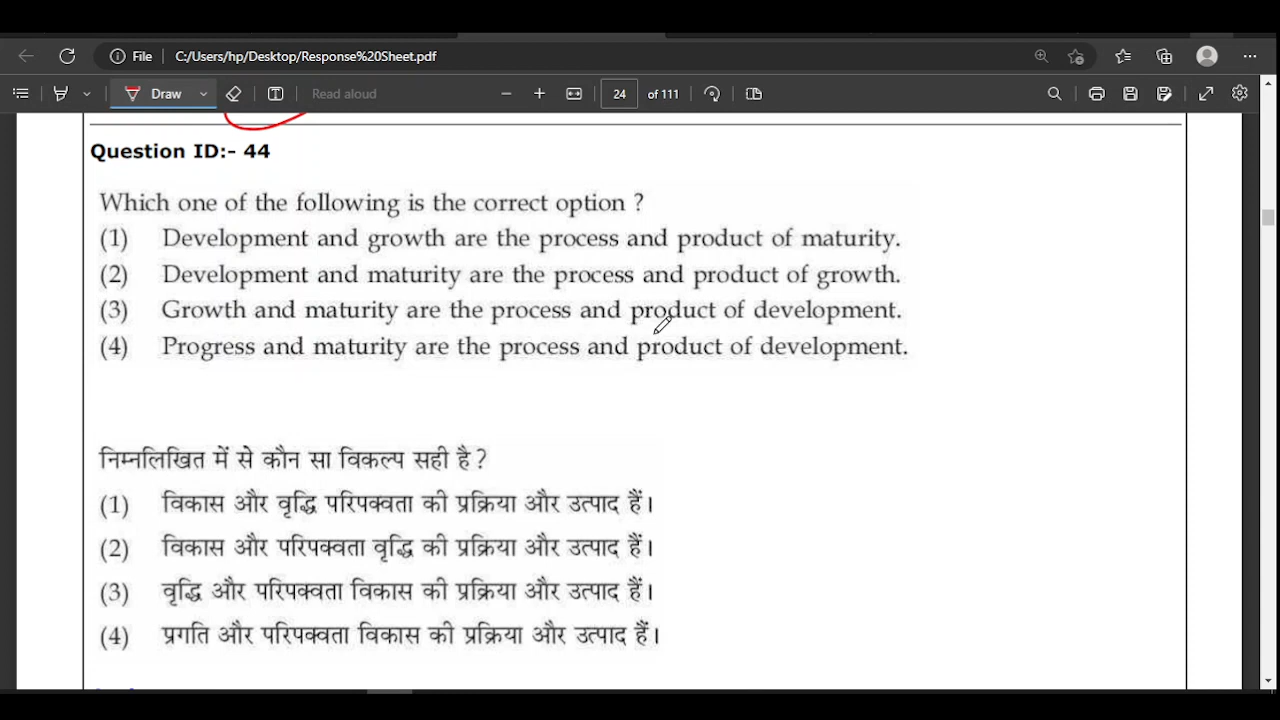 File C:/Users/hp/Desktop/Response%20Sheet.pdf
Draw Read aloud 24 of 111
Question ID:- 44
Which one of the following is the correct option ?
(1) Development and growth are the process and product of maturity.
(2) Development and maturity are the process and product of growth.
(3) Growth and maturity are the process and product of development.
(4) Progress and maturity are the process and product of development.
निम्नलिखित में से कौन सा विकल्प सही है ?
(1) विकास और वृद्धि परिपक्वता की प्रक्रिया और उत्पाद हैं।
(2) विकास और परिपक्वता वृद्धि की प्रक्रिया और उत्पाद हैं।
(3) वृद्धि और परिपक्वता विकास की प्रक्रिया और उत्पाद हैं।
(4) प्रगति और परिपक्वता विकास की प्रक्रिया और उत्पाद हैं।